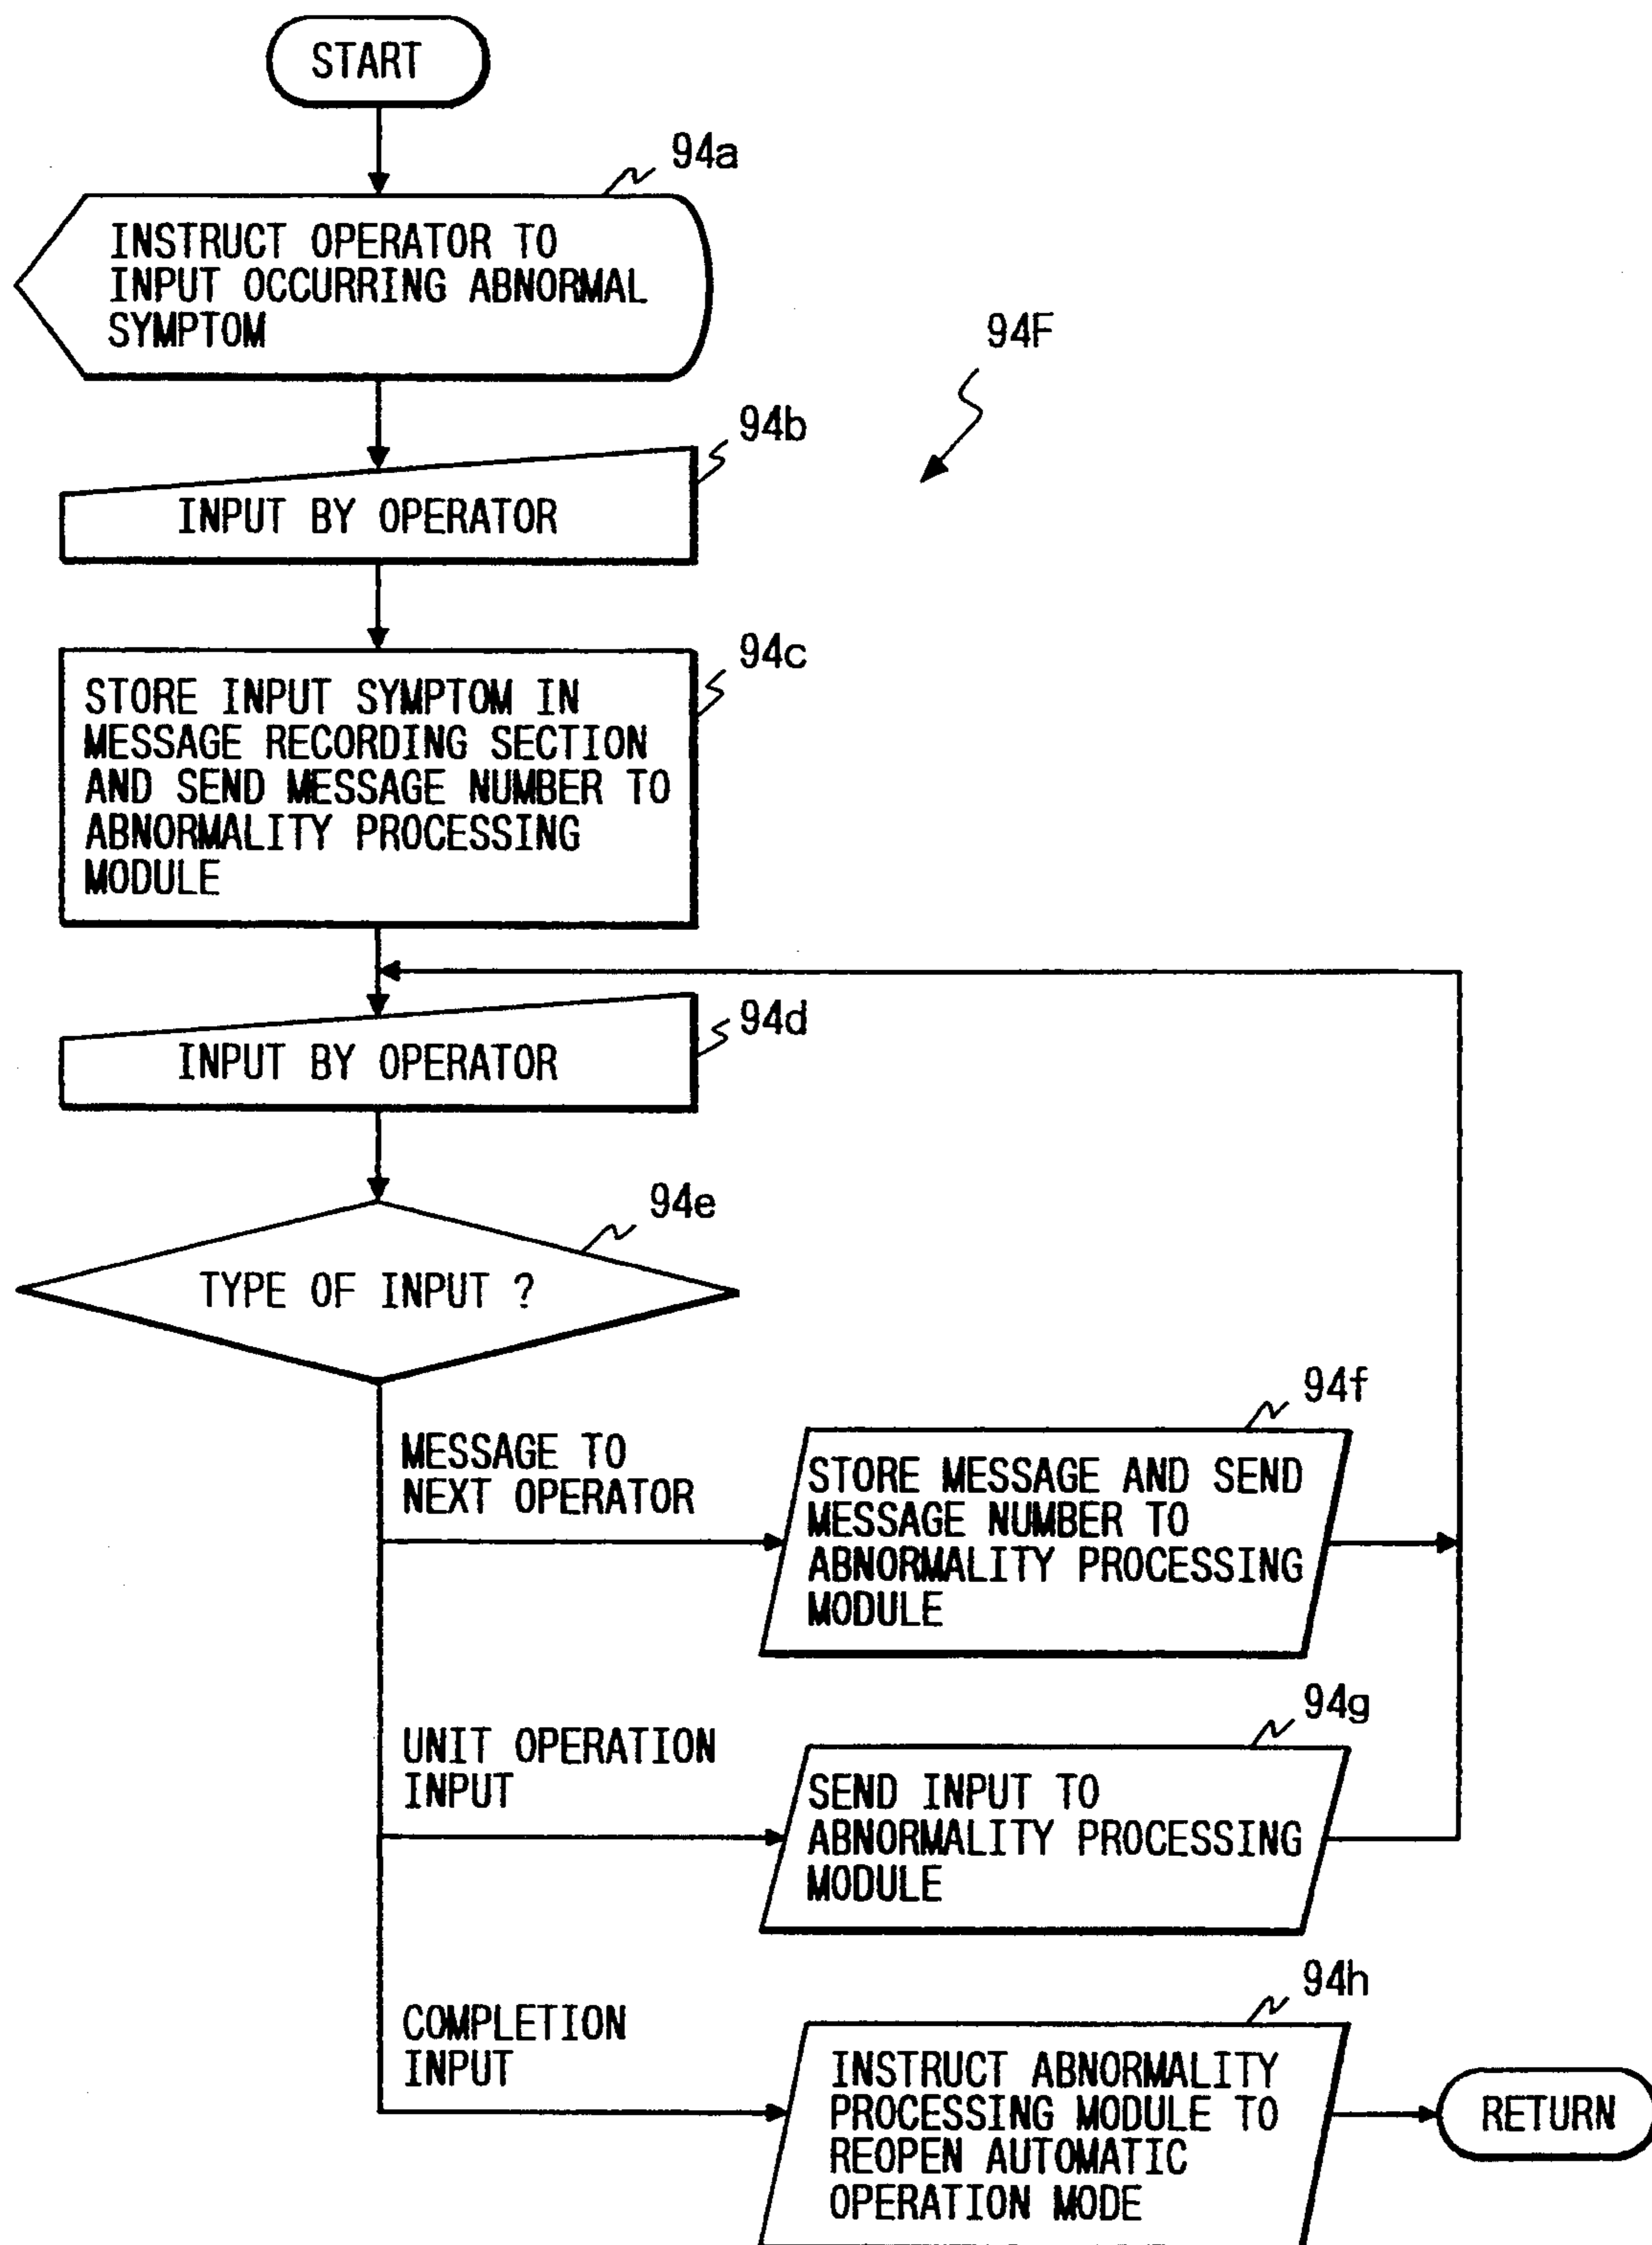 START
94a
INSTRUCT OPERATOR TO
INPUT OCCURRING ABNORMAL
SYMPTOM
94F
94b
INPUT BY OPERATOR
94c
STORE INPUT SYMPTOM IN
MESSAGE RECORDING SECTION
AND SEND MESSAGE NUMBER TO
ABNORMALITY PROCESSING
MODULE
94d
INPUT BY OPERATOR
94e
TYPE OF INPUT ?
MESSAGE TO
NEXT OPERATOR
94f
STORE MESSAGE AND SEND
MESSAGE NUMBER TO
ABNORMALITY PROCESSING
MODULE
UNIT OPERATION
INPUT
94g
SEND INPUT TO
ABNORMALITY PROCESSING
MODULE
COMPLETION
INPUT
94h
INSTRUCT ABNORMALITY
PROCESSING MODULE TO
REOPEN AUTOMATIC
OPERATION MODE
RETURN